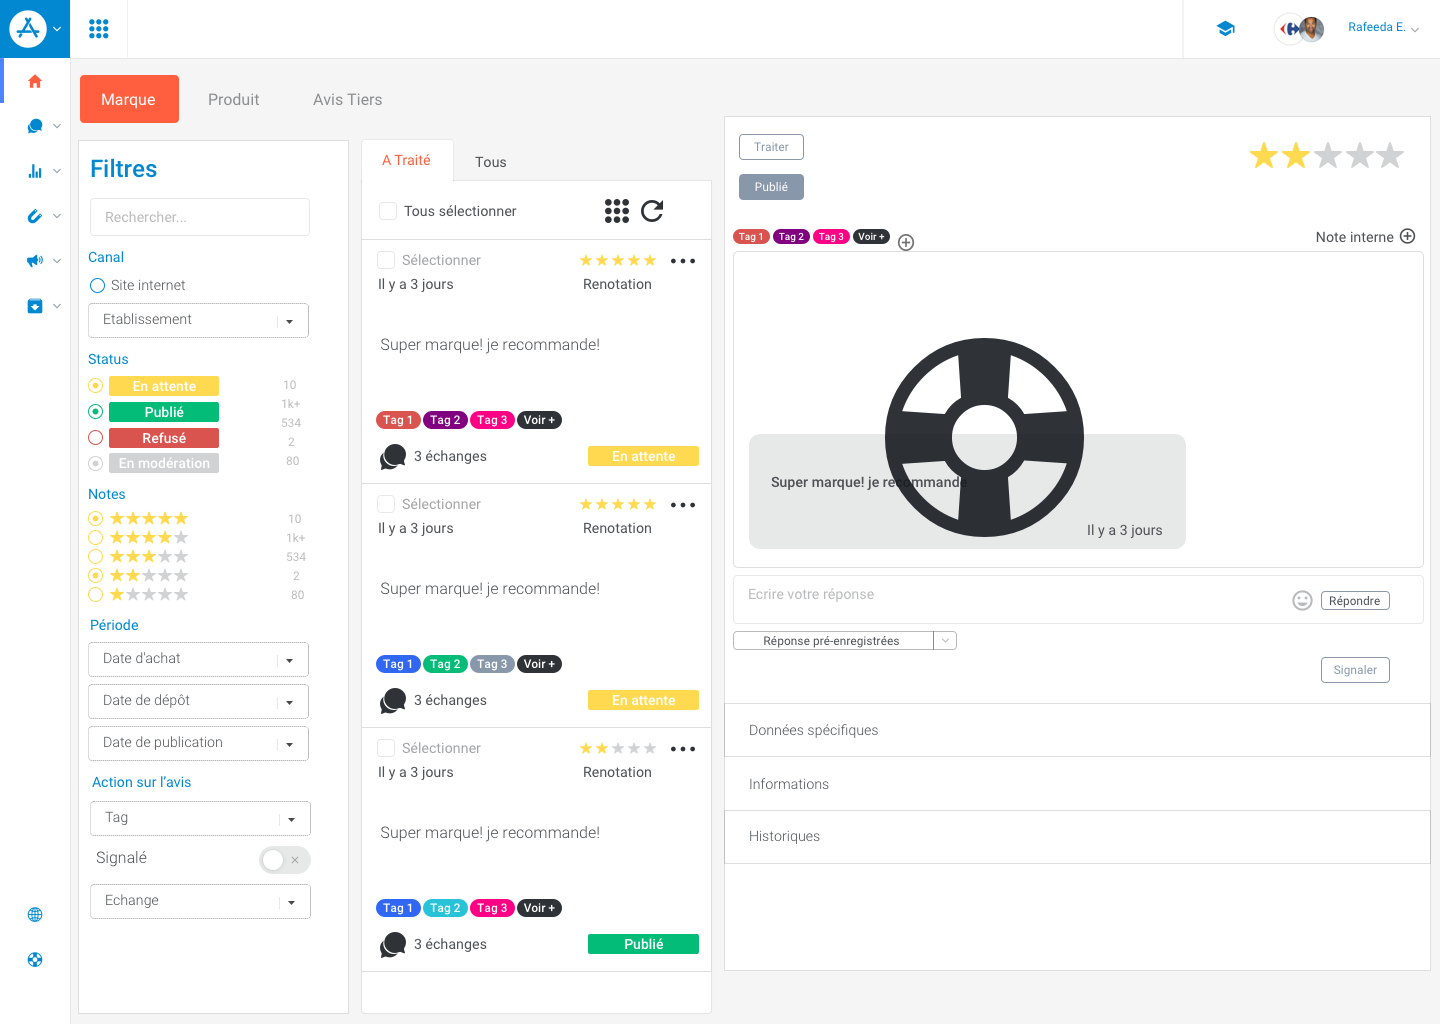 Rafeeda E.
Marque
Produit
Avis Tiers
Filtres
Rechercher...
Canal
Site internet
Etablissement
Status
En attente
10
Publié
1k+
534
Refusé
2
En modération
80
Notes
10
1k+
534
2
80
Période
Date d'achat
Date de dépôt
Date de publication
Action sur l'avis
Tag
Signalé
Echange
A Traité
Tous
Tous sélectionner
Sélectionner
Il y a 3 jours
Renotation
Super marque! je recommande!
Tag 1 Tag 2 Tag 3 Voir +
3 échanges
En attente
Sélectionner
Il y a 3 jours
Renotation
Super marque! je recommande!
Tag 1 Tag 2 Tag 3 Voir +
3 échanges
En attente
Sélectionner
Il y a 3 jours
Renotation
Super marque! je recommande!
Tag 1 Tag 2 Tag 3 Voir +
3 échanges
Publié
Traiter
Publié
Tag 1 Tag 2 Tag 3 Voir +
Note interne
Super marque! je recommande
Il y a 3 jours
Ecrire votre réponse
Répondre
Réponse pré-enregistrées
Signaler
Données spécifiques
Informations
Historiques